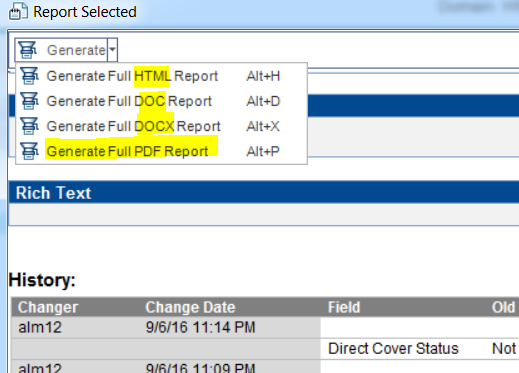 Report Selected
Domain:
Generate
Generate Full HTML Report Alt+H
Generate Full DOC Report Alt+D
Generate Full DOCX Report Alt+X
Generate Full PDF Report Alt+P
Rich Text
History:
Changer Change Date Field Old
alm12 9/6/16 11:14 PM
Direct Cover Status Not
alm12 9/6/16 11:09 PM